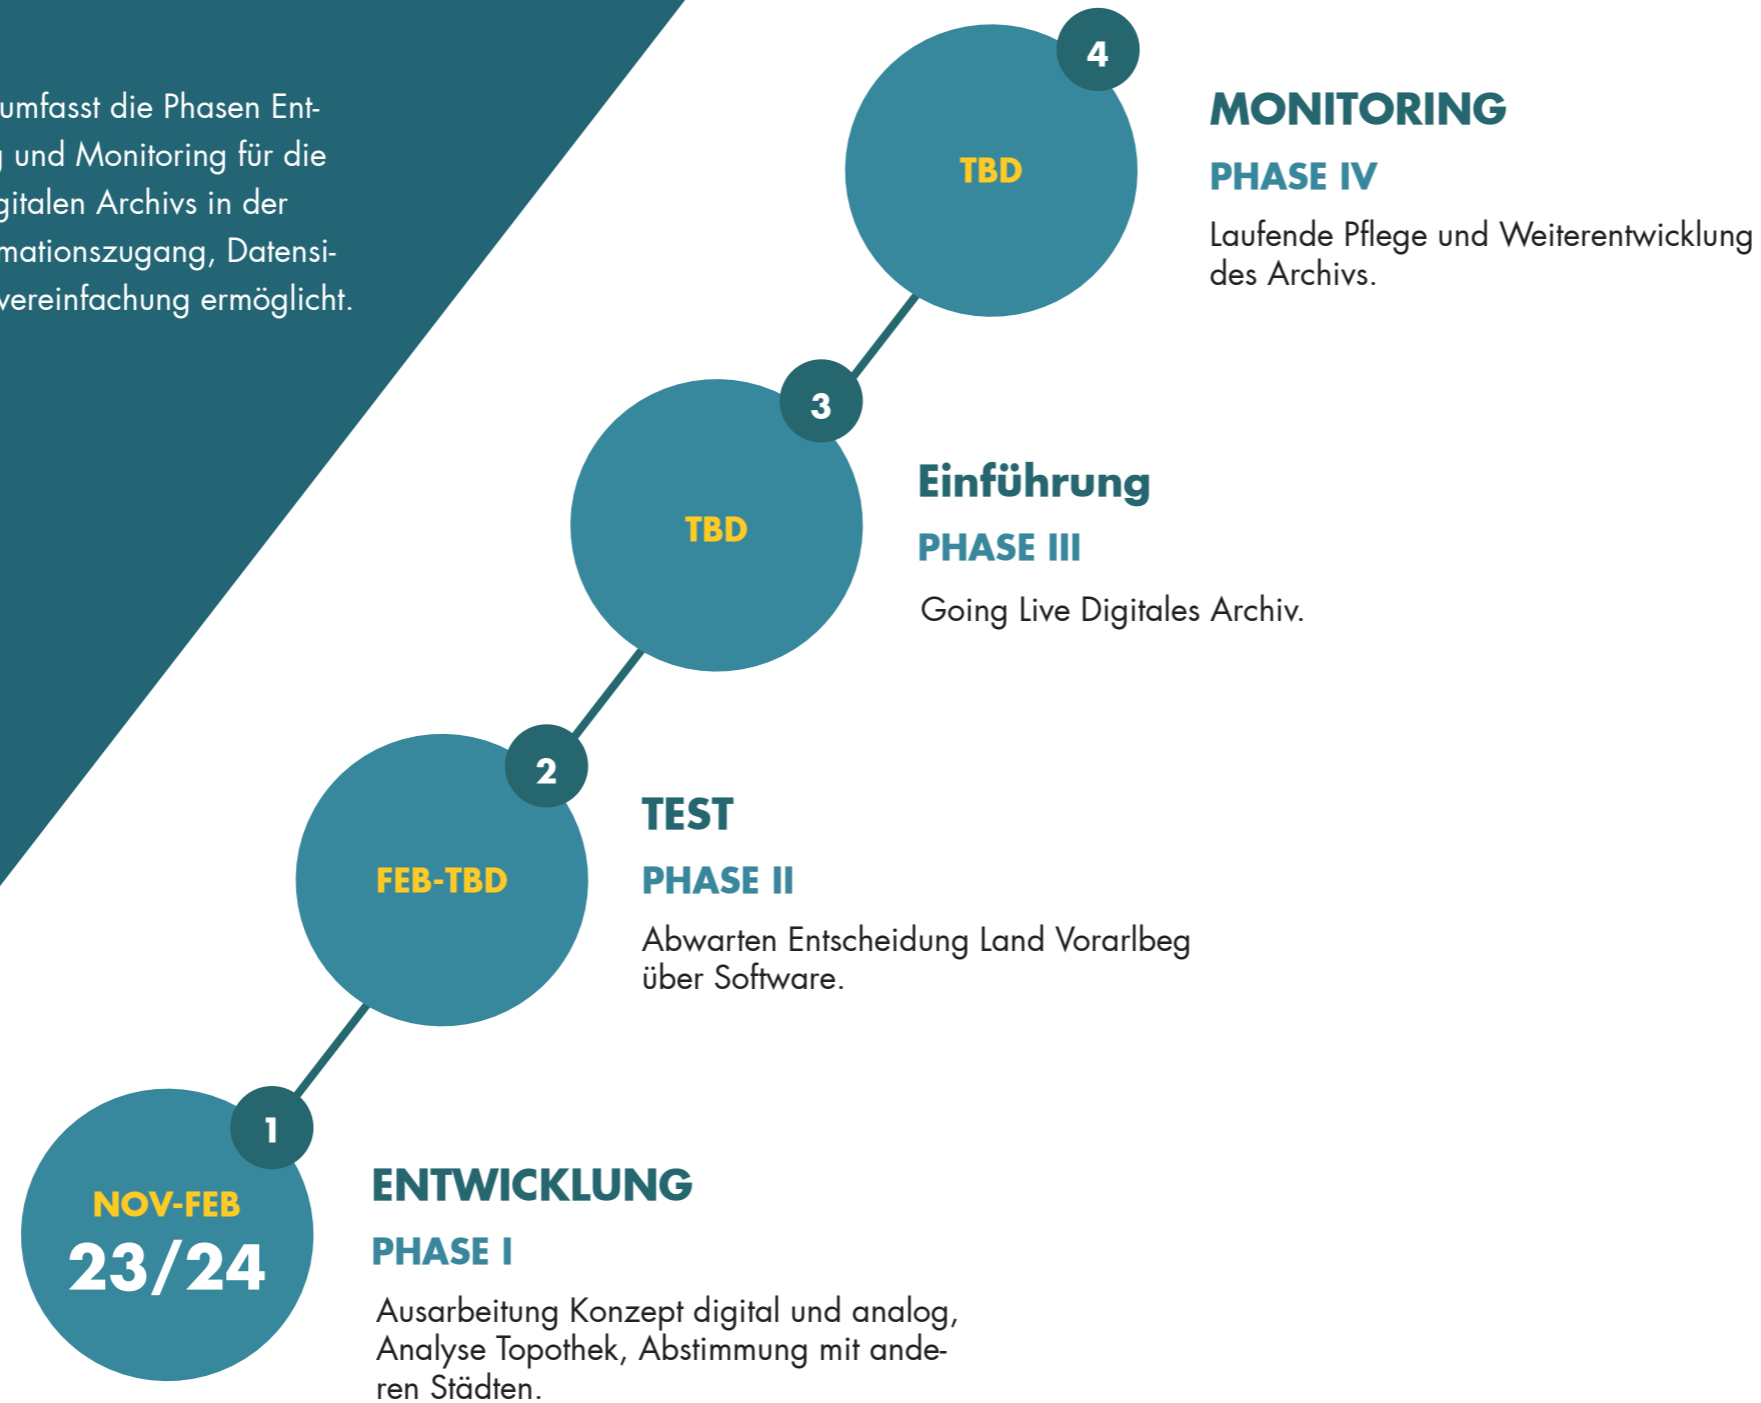 umfasst die Phasen Ent-
und Monitoring für die
gitalen Archivs in der
mationszugang, Datensi-
vereinfachung ermöglicht.
4
TBD
MONITORING
PHASE IV
Laufende Pflege und Weiterentwicklung
des Archivs.
3
TBD
Einführung
PHASE III
Going Live Digitales Archiv.
2
FEB-TBD
TEST
PHASE II
Abwarten Entscheidung Land Vorarlbeg
über Software.
1
NOV-FEB
23/24
ENTWICKLUNG
PHASE I
Ausarbeitung Konzept digital und analog,
Analyse Topothek, Abstimmung mit ande-
ren Städten.